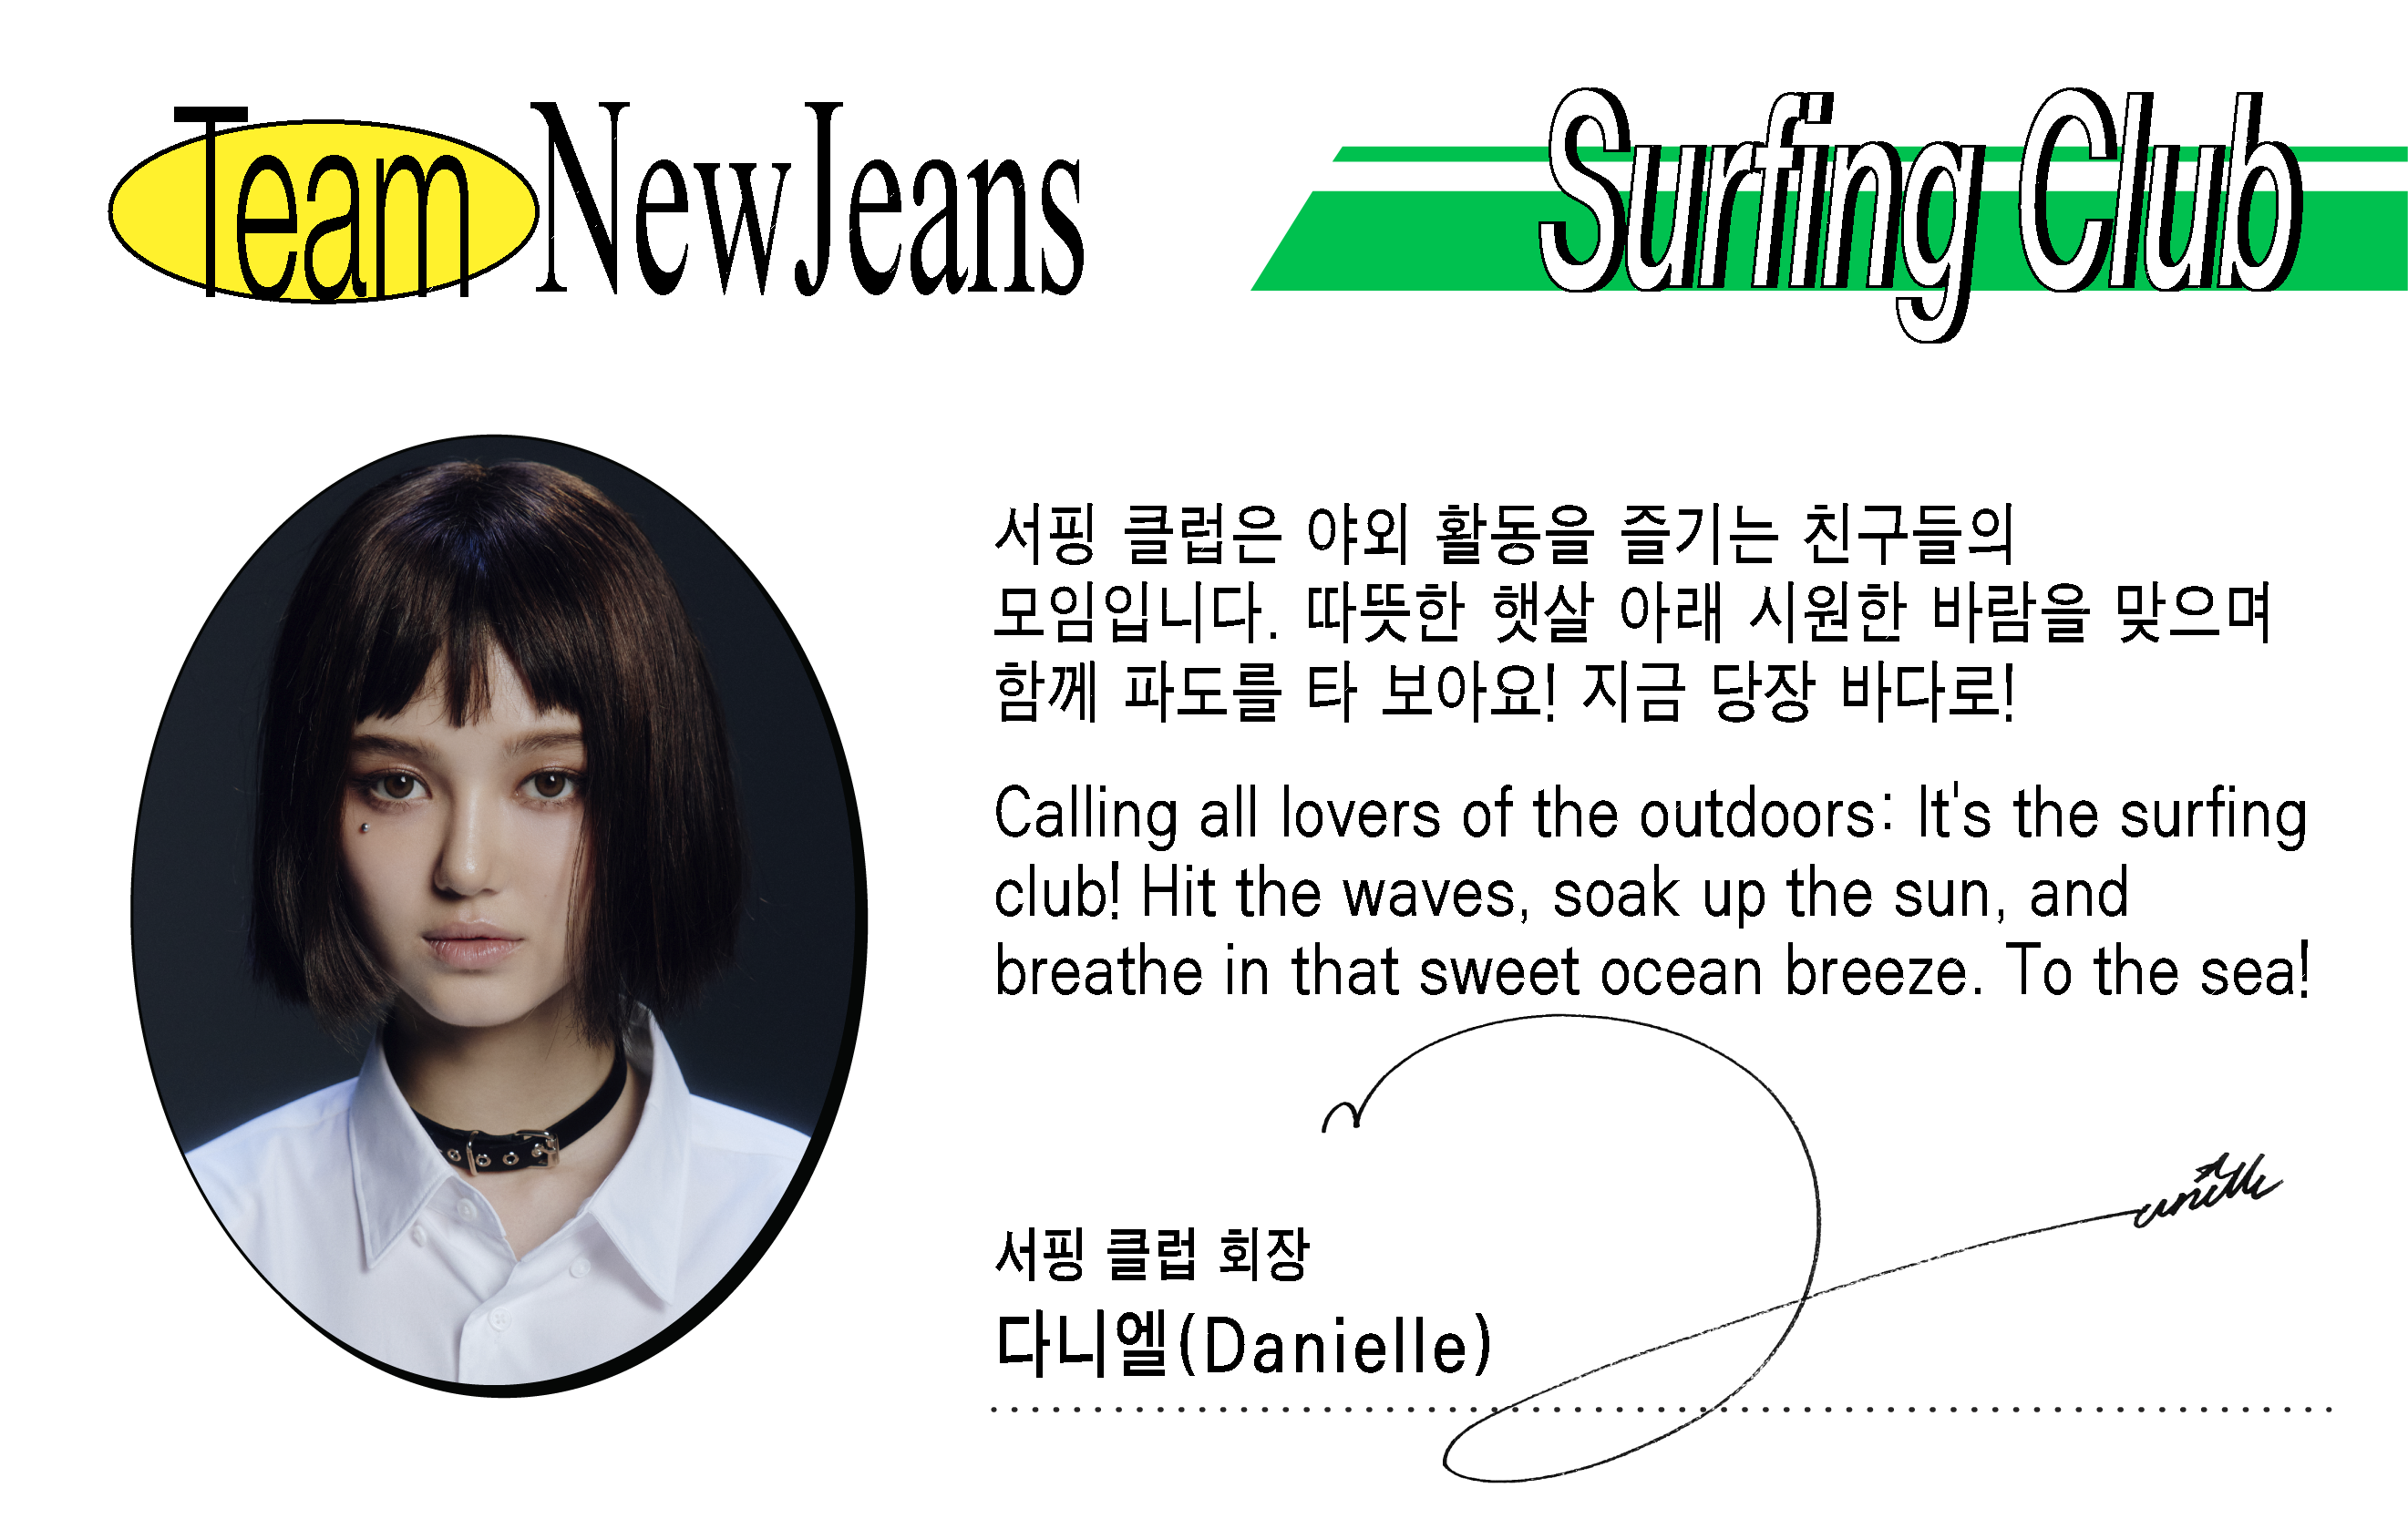 Team NewJeans
Surfing Club
서핑 클럽은 야외 활동을 즐기는 친구들의
모임입니다. 따뜻한 햇살 아래 시원한 바람을 맞으며
함께 파도를 타 보아요! 지금 당장 바다로!
Calling all lovers of the outdoors: It's the surfing
club! Hit the waves, soak up the sun, and
breathe in that sweet ocean breeze. To the sea!
서핑 클럽 회장
다니엘(Danielle)